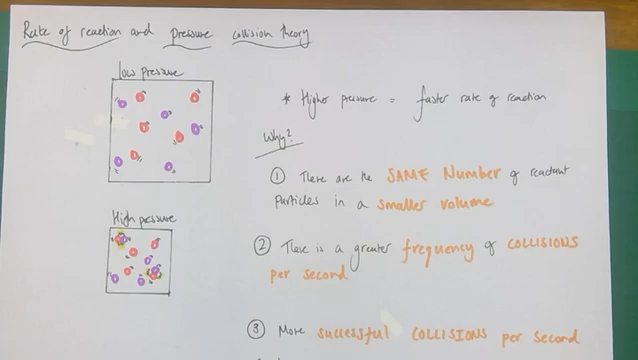 Rate of reaction and pressure collision theory
low pressure
* Higher pressure = faster rate of reaction
Why?
① There are the SAME Number of reactant
particles in a smaller volume
High pressure
② There is a greater frequency of COLLISIONS
per second
③ More successful COLLISIONS per second